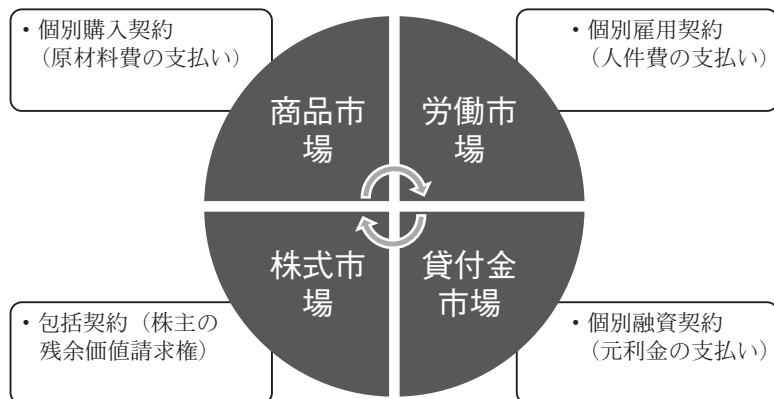 ・個別購入契約
（原材料費の支払い）
・個別雇用契約
（人件費の支払い）
商品市
場
労働市
場
株式市
場
貸付金
市場
・包括契約（株主の
残余価値請求権）
・個別融資契約
（元利金の支払い）